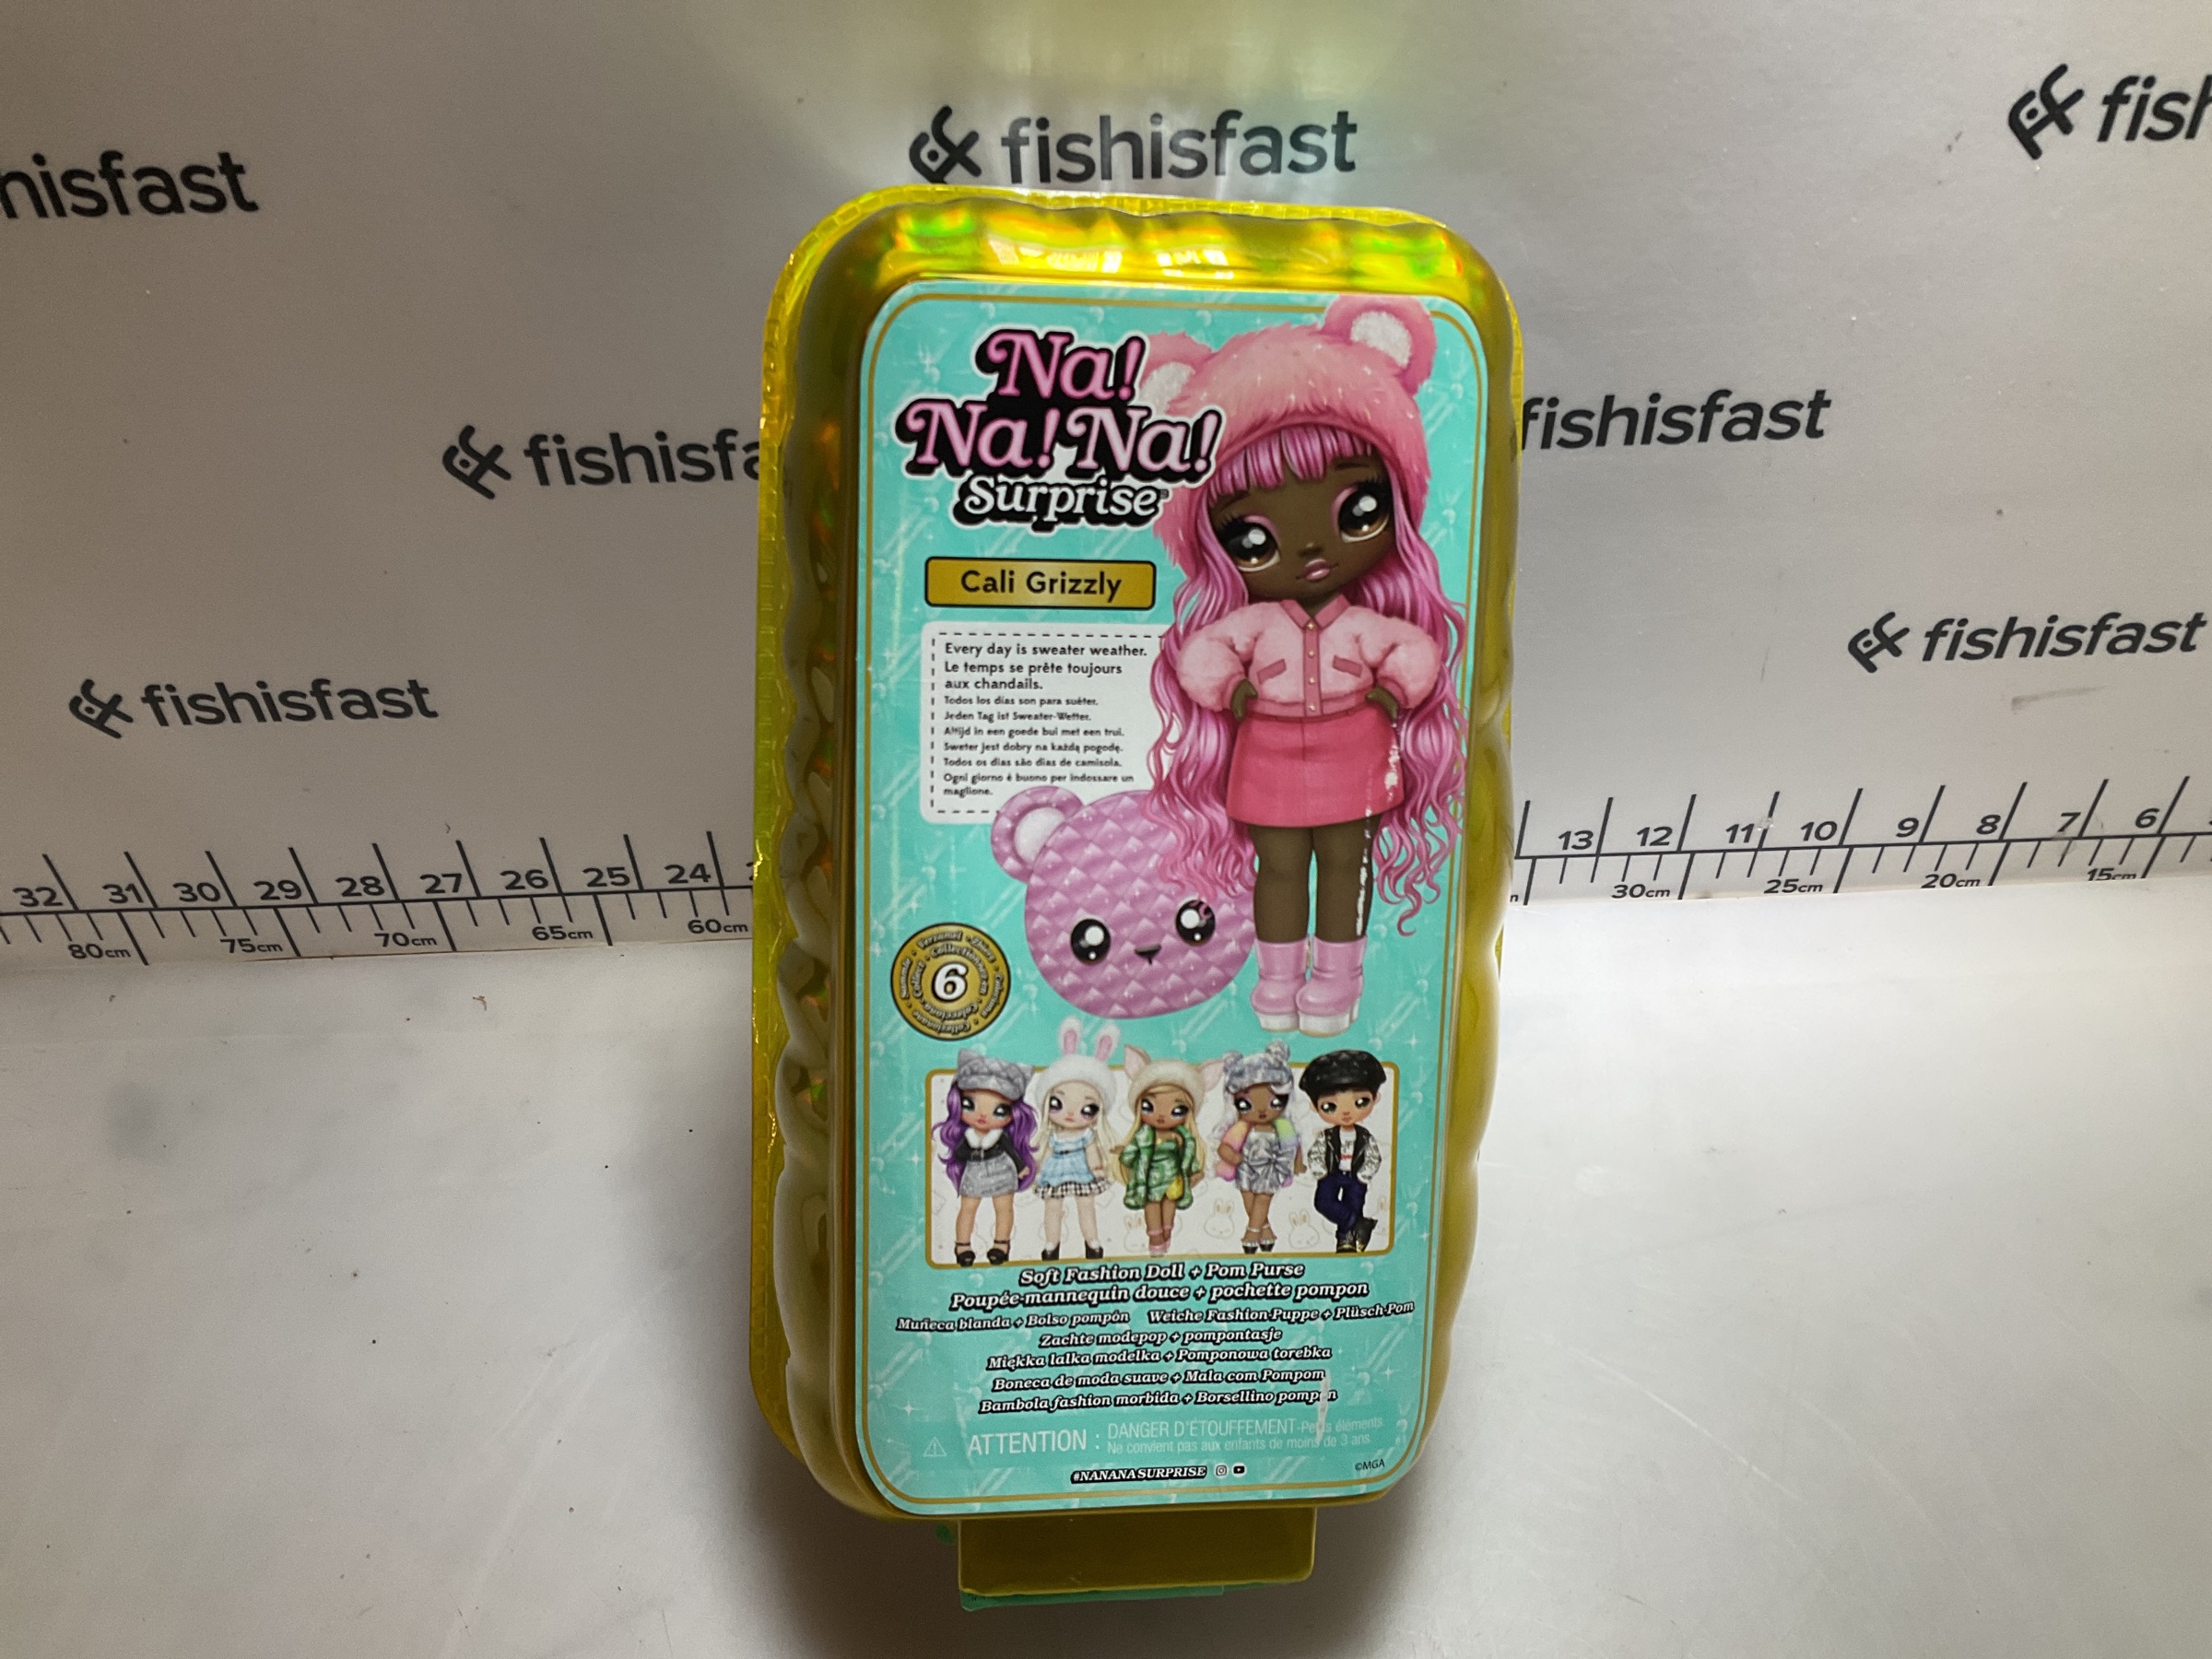 fishisfast
fish
hisfast
fishisfa
fishisfast
fishisfast
fishisfast
Na!
Na! Na!
Surprise
Cali Grizzly
Every day is sweater weather.
Le temps se prête toujours
aux chandails.
Todos los días son para suéter.
Jeden Tag ist Sweater-Wetter.
Altijd in een goede bui met een trui.
Sweter jest dobry na każdą pogodę.
Todos os dias são dias de camisola.
Ogni giorno è buono per indossare un
maglione.
32 31 30 29 28 27 26 25 24
80cm 75cm 70cm 65cm 60cm
13 12 11 10 9 8 7 6
30cm 25cm 20cm 15cm
6
Soft Fashion Doll + Pom Purse
Poupée-mannequin douce + pochette pompon
Muñeca blanda + Bolso pompón Weiche Fashion-Puppe + Plüsch-Pom
Zachte modepop + pompontasje
Miękka lalka modelka + Pomponowa torebka
Boneca de moda suave + Mala com Pompom
Bambola fashion morbida + Borsellino pompon
ATTENTION : DANGER D'ÉTOUFFEMENT-Petits éléments.
Ne convient pas aux enfants de moins de 3 ans.
#NANANASURPRISE
©MGA